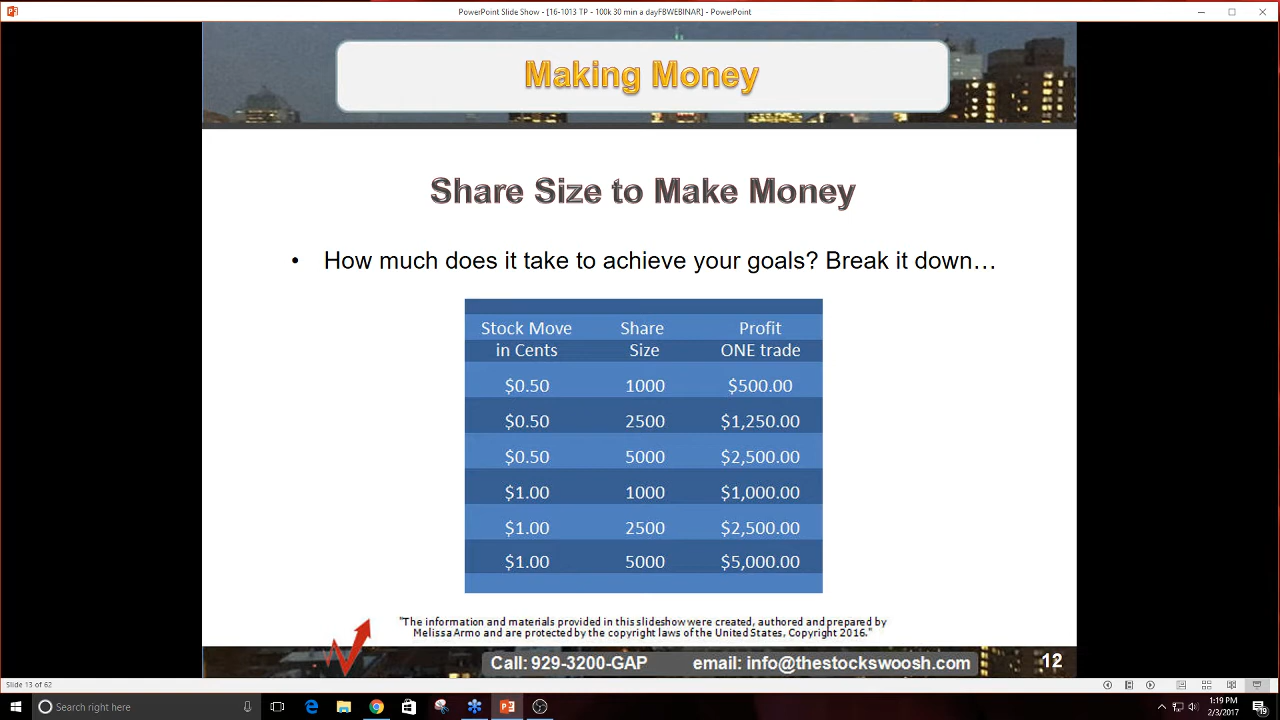 PowerPoint Slide Show - [16-1013 TP - 100k 30 min a dayFBWEBINAR] - PowerPoint
Making Money
Share Size to Make Money
• How much does it take to achieve your goals? Break it down…
Stock Move Share Profit
in Cents Size ONE trade
$0.50 1000 $500.00
$0.50 2500 $1,250.00
$0.50 5000 $2,500.00
$1.00 1000 $1,000.00
$1.00 2500 $2,500.00
$1.00 5000 $5,000.00
"The information and materials provided in this slideshow were created, authored and prepared by
Melissa Armo and are protected by the copyright laws of the United States, Copyright 2016."
Call: 929-3200-GAP email: info@thestockswoosh.com 12
Slide 13 of 62
Search right here
1:19 PM
2/3/2017
19